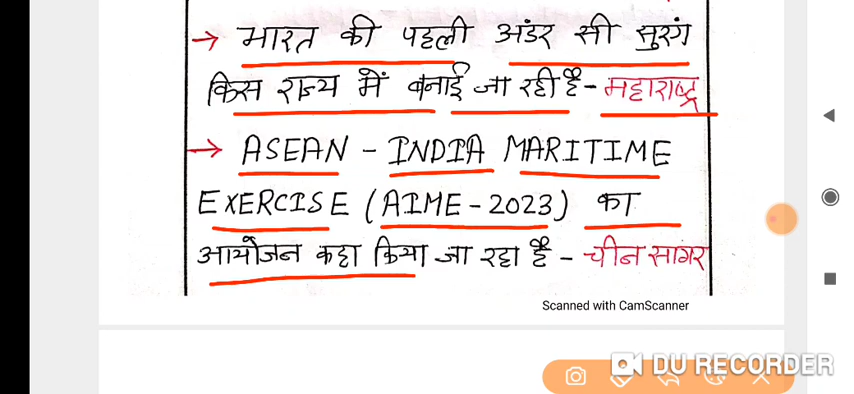 → भारत की पहली अंडर सी सुरंग
किस राज्य में बनाई जा रही है - महाराष्ट्र
→ ASEAN - INDIA MARITIME
EXERCISE (AIME - 2023) का
आयोजन कहा किया जा रहा है - चीन सागर
Scanned with CamScanner
DU RECORDER